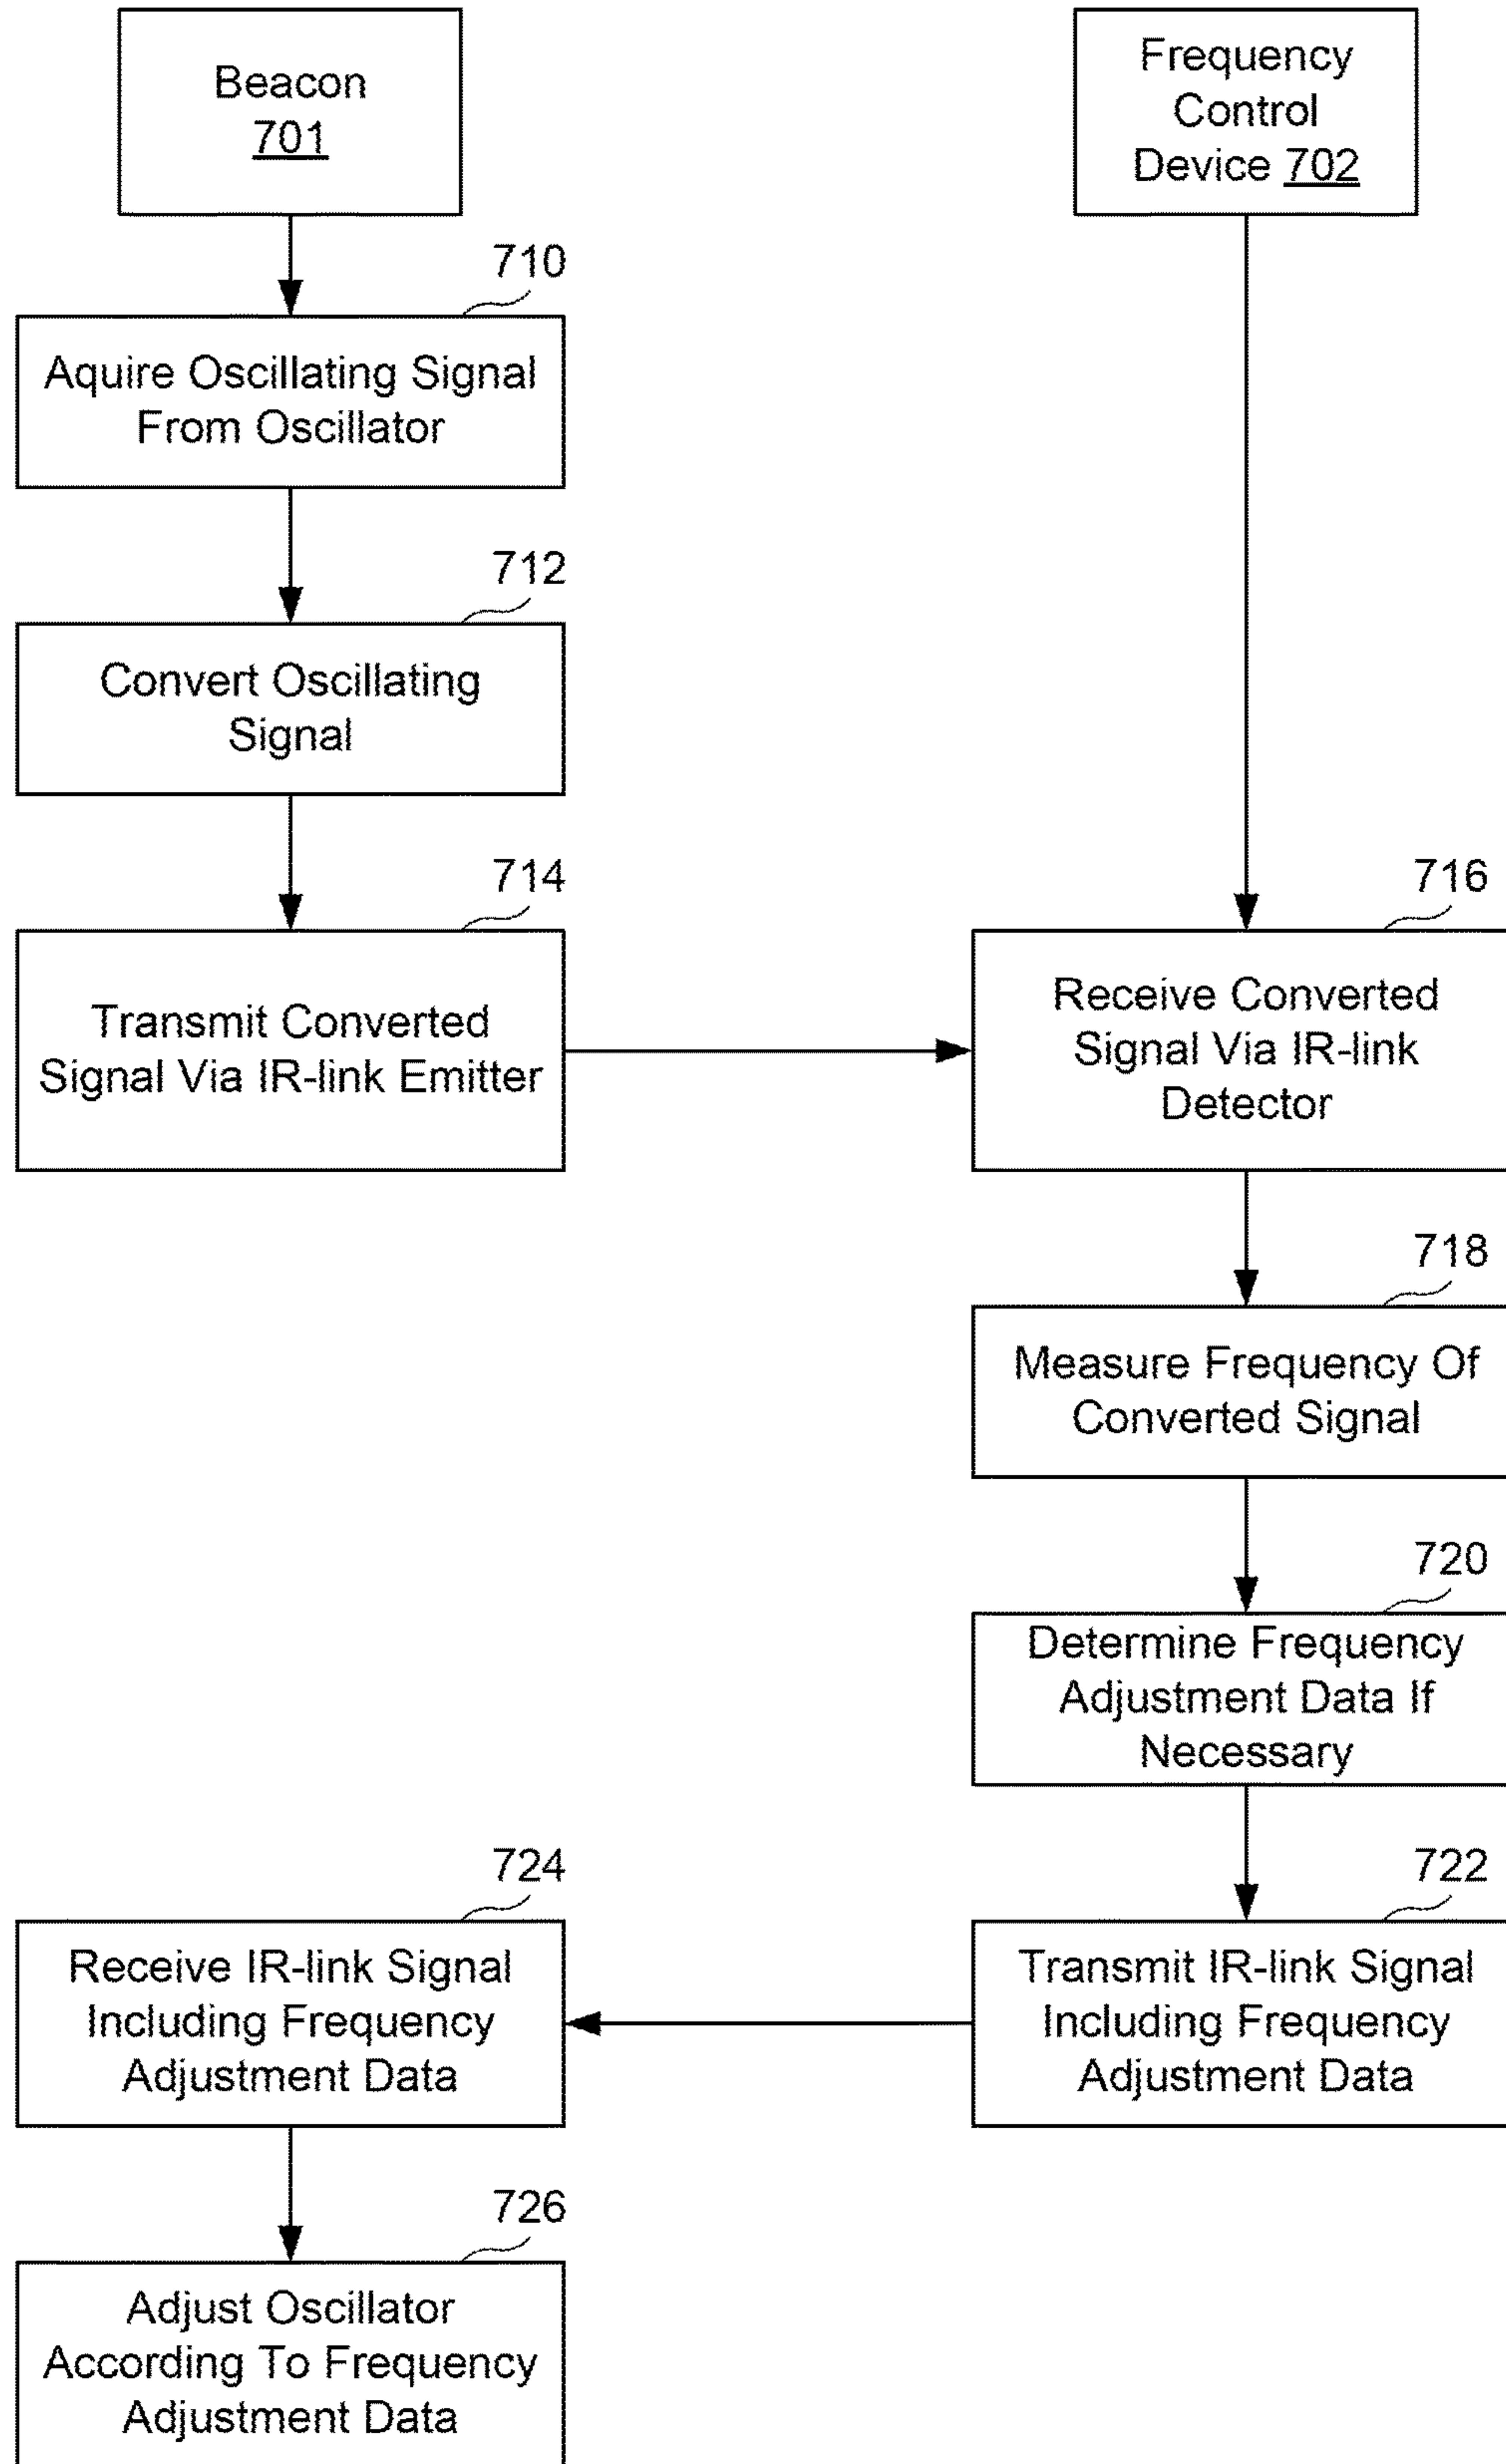 Beacon
701
Frequency
Control
Device 702
710
Aquire Oscillating Signal
From Oscillator
712
Convert Oscillating
Signal
714
Transmit Converted
Signal Via IR-link Emitter
716
Receive Converted
Signal Via IR-link
Detector
718
Measure Frequency Of
Converted Signal
720
Determine Frequency
Adjustment Data If
Necessary
722
Transmit IR-link Signal
Including Frequency
Adjustment Data
724
Receive IR-link Signal
Including Frequency
Adjustment Data
726
Adjust Oscillator
According To Frequency
Adjustment Data